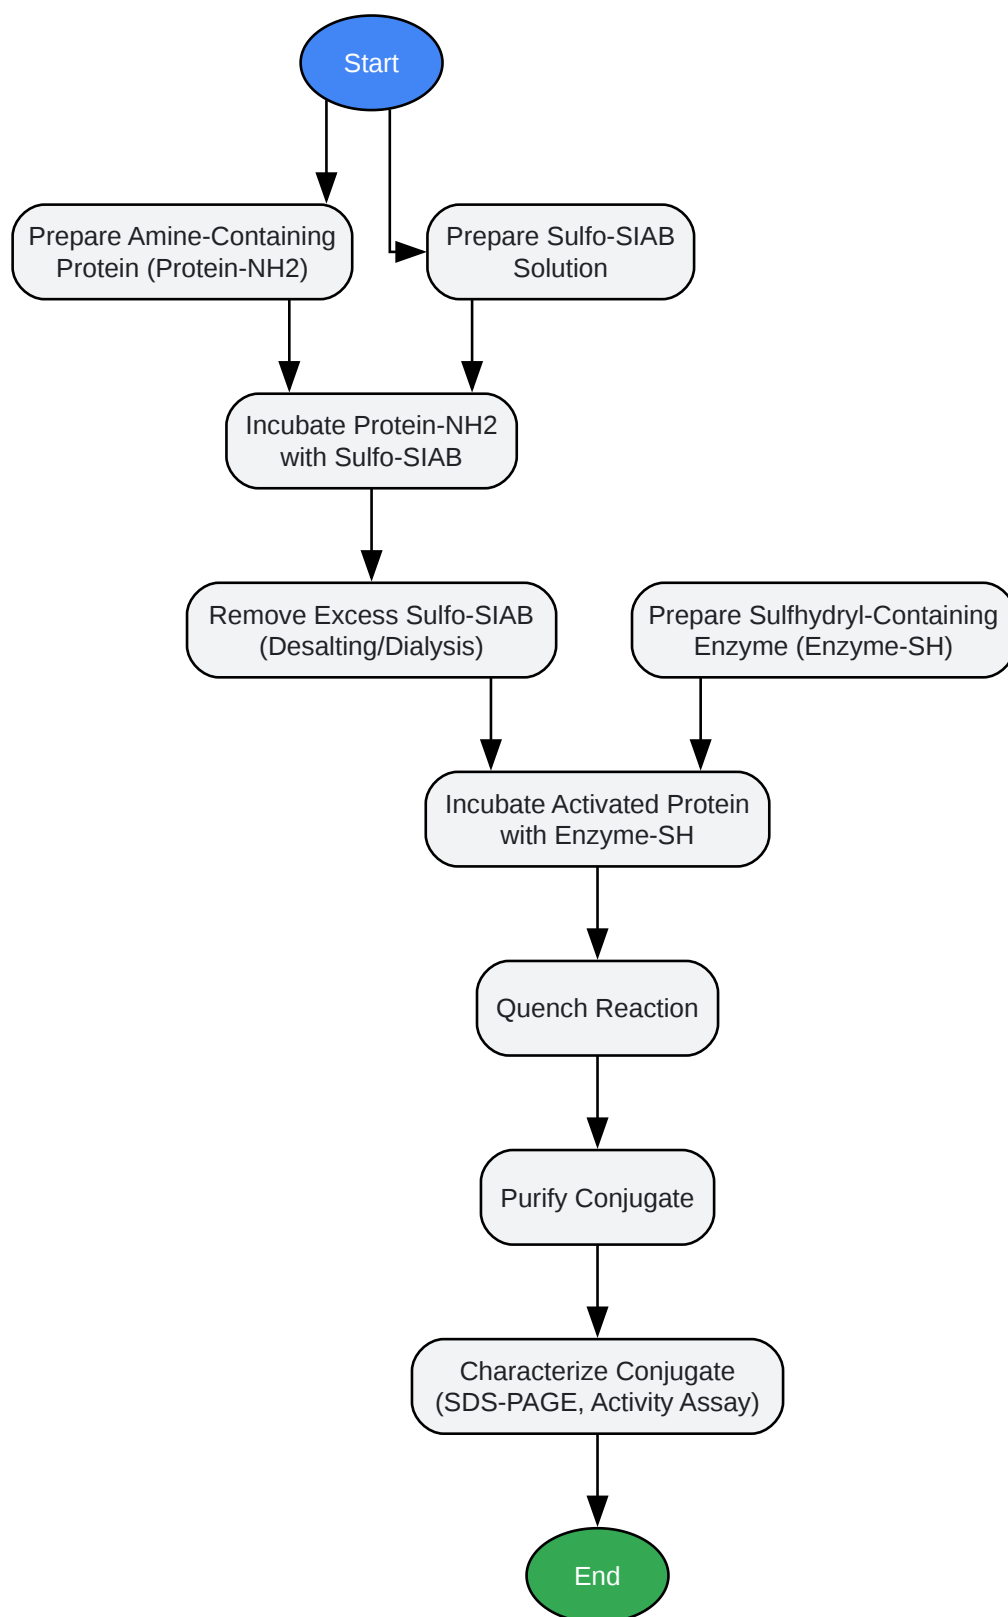 Start
Prepare Amine-Containing
Protein (Protein-NH2)
Prepare Sulfo-SIAB
Solution
Incubate Protein-NH2
with Sulfo-SIAB
Remove Excess Sulfo-SIAB
(Desalting/Dialysis)
Prepare Sulfhydryl-Containing
Enzyme (Enzyme-SH)
Incubate Activated Protein
with Enzyme-SH
Quench Reaction
Purify Conjugate
Characterize Conjugate
(SDS-PAGE, Activity Assay)
End